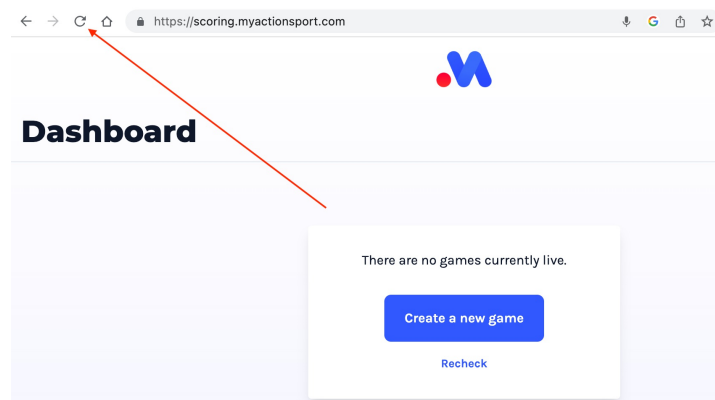 https://scoring.myactionsport.com
Dashboard
There are no games currently live.
Create a new game
Recheck